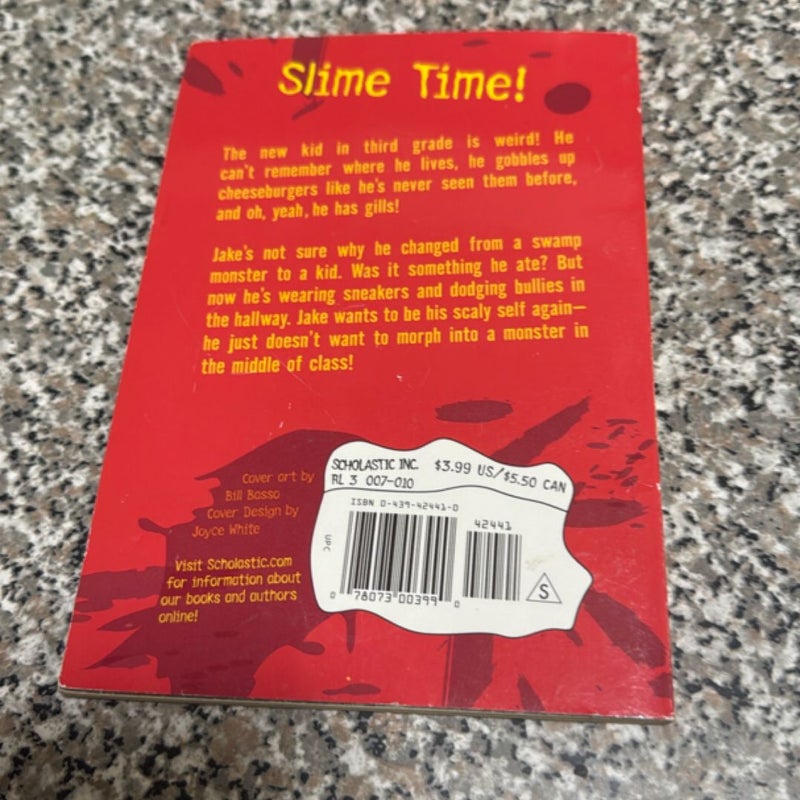 Slime Time!
The new kid in third grade is weird! He
can't remember where he lives, he gobbles up
cheeseburgers like he's never seen them before,
and oh, yeah, he has gills!
Jake's not sure why he changed from a swamp
monster to a kid. Was it something he ate? But
now he's wearing sneakers and dodging bullies in
the hallway. Jake wants to be his scaly self again—
he just doesn't want to morph into a monster in
the middle of class!
Cover art by
Bill Basso
Cover Design by
Joyce White
Visit Scholastic.com
for information about
our books and authors
online!
SCHOLASTIC INC. $3.99 US/$5.50 CAN
RL 3 007-010
ISBN 0-439-42441-0
42441
UPC
0 78073 00399 0
S